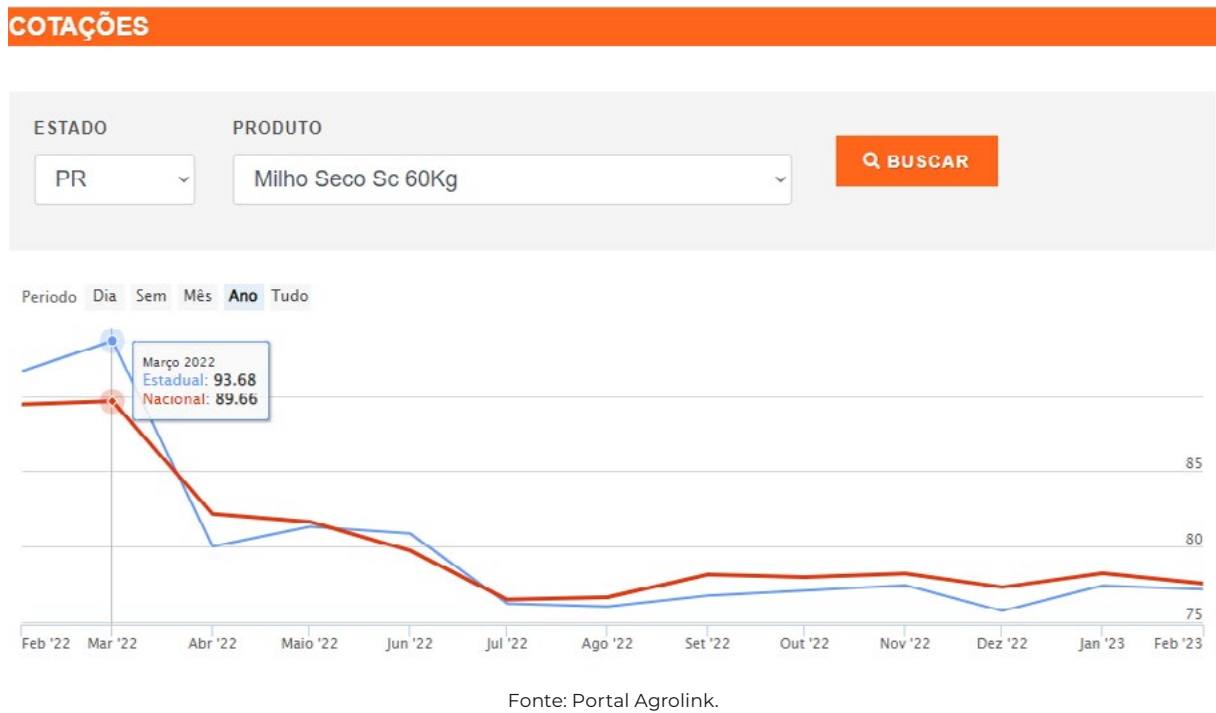 COTAÇÕES
ESTADO PRODUTO
PR Milho Seco Sc 60Kg BUSCAR
Periodo Dia Sem Mês Ano Tudo
Março 2022
Estadual: 93.68
Nacional: 89.66
85
80
75
Feb '22 Mar '22 Abr '22 Maio '22 Jun '22 Jul '22 Ago '22 Set '22 Out '22 Nov '22 Dez '22 Jan '23 Feb '23
Fonte: Portal Agrolink.